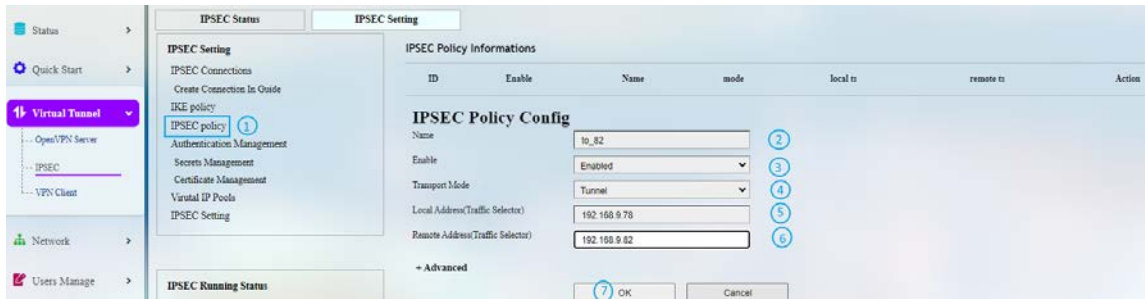 Status
Quick Start
Virtual Tunnel
OpenVPN Server
IPSEC
VPN Client
Network
Users Manage
IPSEC Status
IPSEC Setting
IPSEC Setting
IPSEC Connections
Create Connection In Guide
IKE policy
IPSEC policy 1
Authentication Management
Secrets Management
Certificate Management
Virutal IP Pools
IPSEC Setting
IPSEC Running Status
IPSEC Policy Informations
ID Enable Name mode local ts remote ts Action
IPSEC Policy Config
Name to_82 2
Enable Enabled 3
Transport Mode Tunnel 4
Local Address(Traffic Selector) 192.168.9.78 5
Remote Address(Traffic Selector) 192.168.9.82 6
+ Advanced
7 OK Cancel